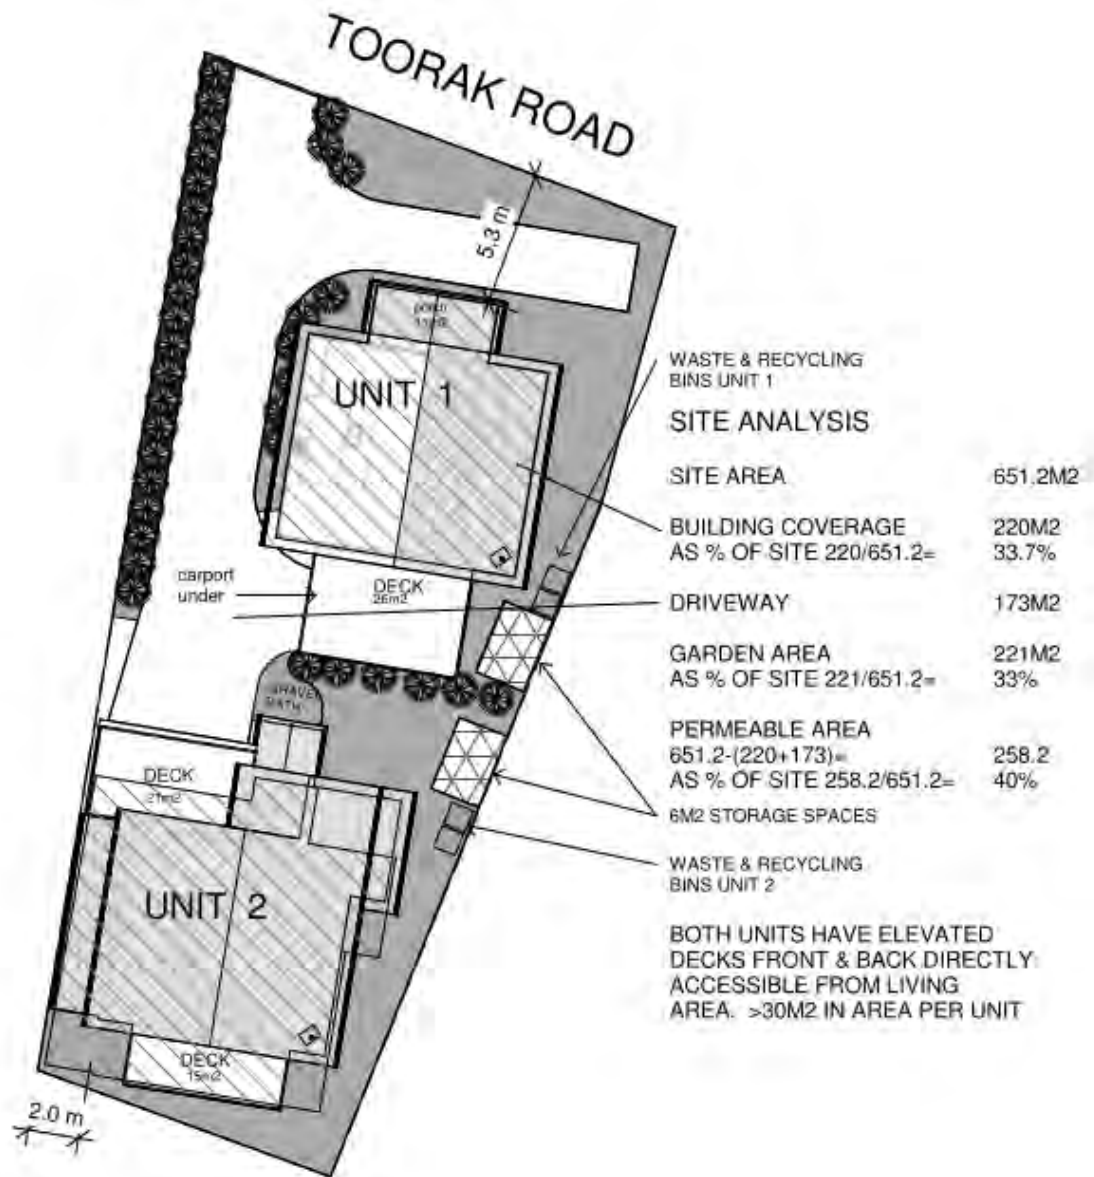 TOORAK ROAD
5.3 m
UNIT 1
WASTE & RECYCLING
BINS UNIT 1
SITE ANALYSIS
SITE AREA 651.2M2
BUILDING COVERAGE 220M2
AS % OF SITE 220/651.2= 33.7%
carport
under
DECK
26m2
DRIVEWAY 173M2
GARDEN AREA 221M2
AS % OF SITE 221/651.2= 33%
PATH
PERMEABLE AREA
651.2-(220+173)= 258.2
AS % OF SITE 258.2/651.2= 40%
DECK
21m2
6M2 STORAGE SPACES
WASTE & RECYCLING
BINS UNIT 2
UNIT 2
BOTH UNITS HAVE ELEVATED
DECKS FRONT & BACK DIRECTLY
ACCESSIBLE FROM LIVING
AREA. >30M2 IN AREA PER UNIT
DECK
15m2
2.0 m